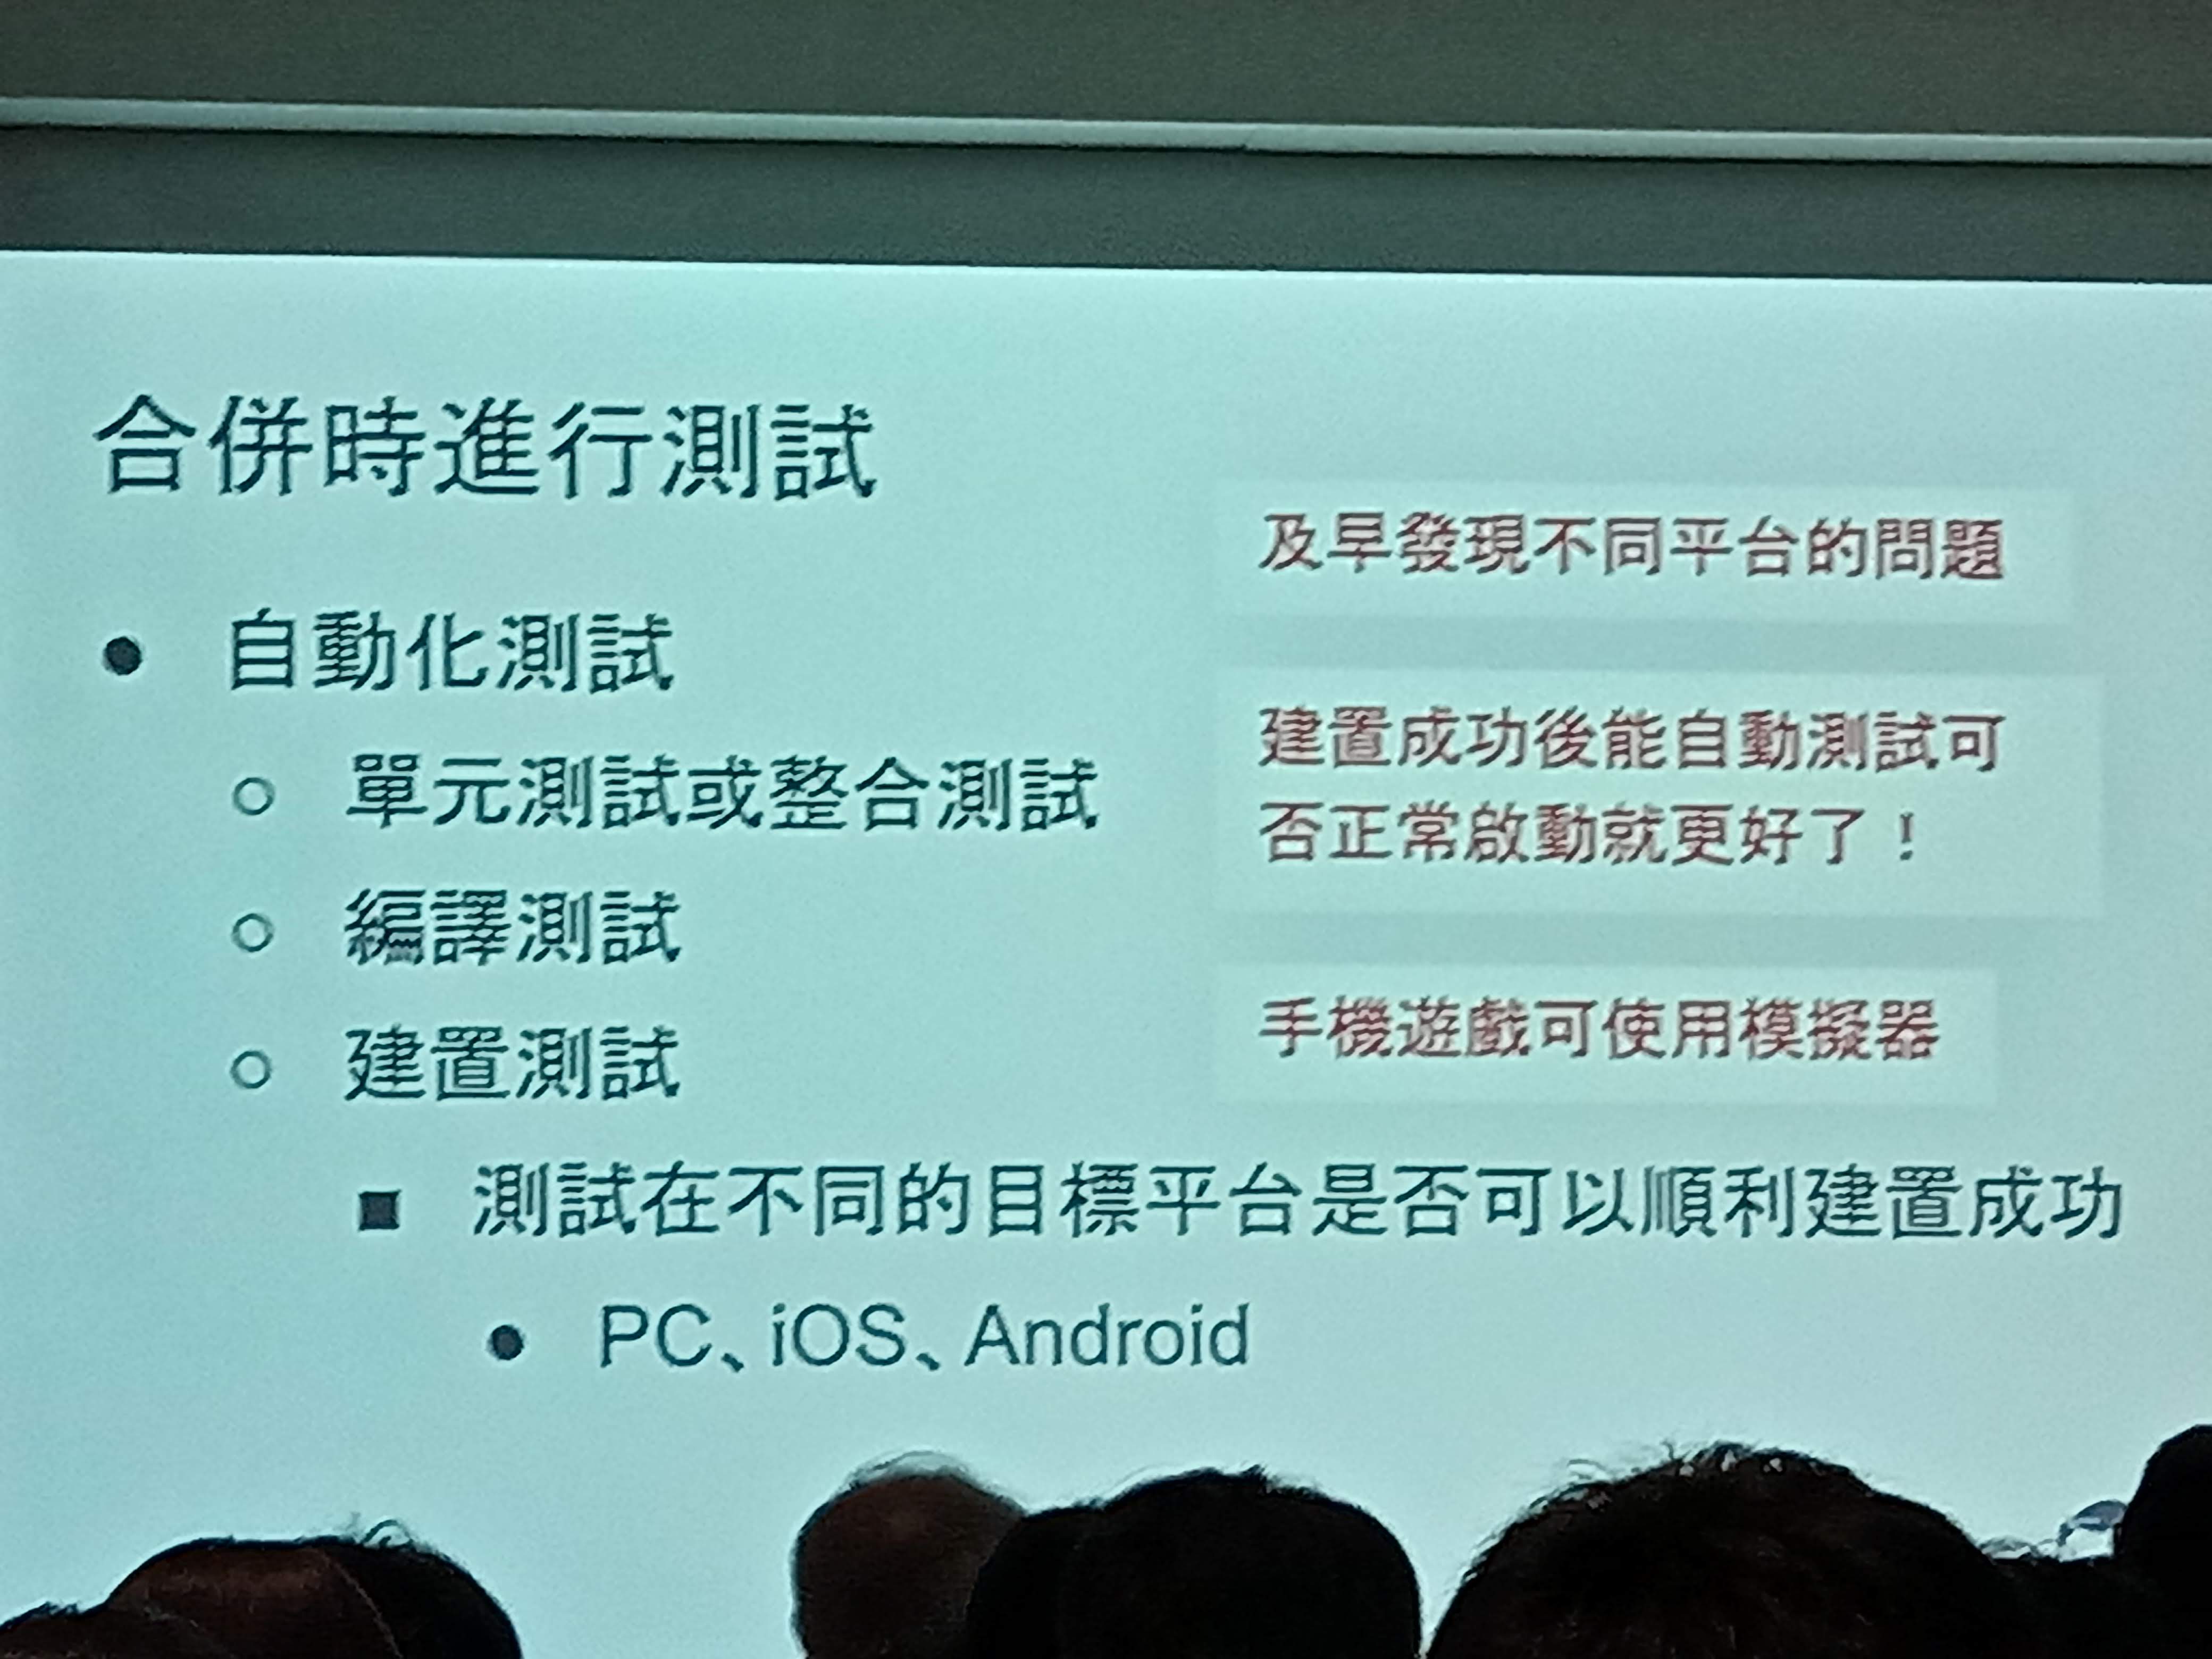 合併時進行測試
● 自動化測試
○ 單元測試或整合測試
○ 編譯測試
○ 建置測試
■ 測試在不同的目標平台是否可以順利建置成功
● PC、iOS、Android
及早發現不同平台的問題
建置成功後能自動測試可
否正常啟動就更好了！
手機遊戲可使用模擬器